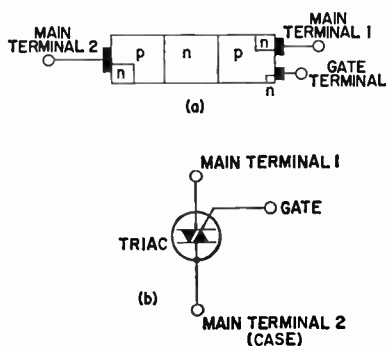 MAIN
TERMINAL 2
p
n
p
n
n
n
MAIN
TERMINAL 1
GATE
TERMINAL
(a)
MAIN TERMINAL 1
GATE
TRIAC
(b)
MAIN TERMINAL 2
(CASE)